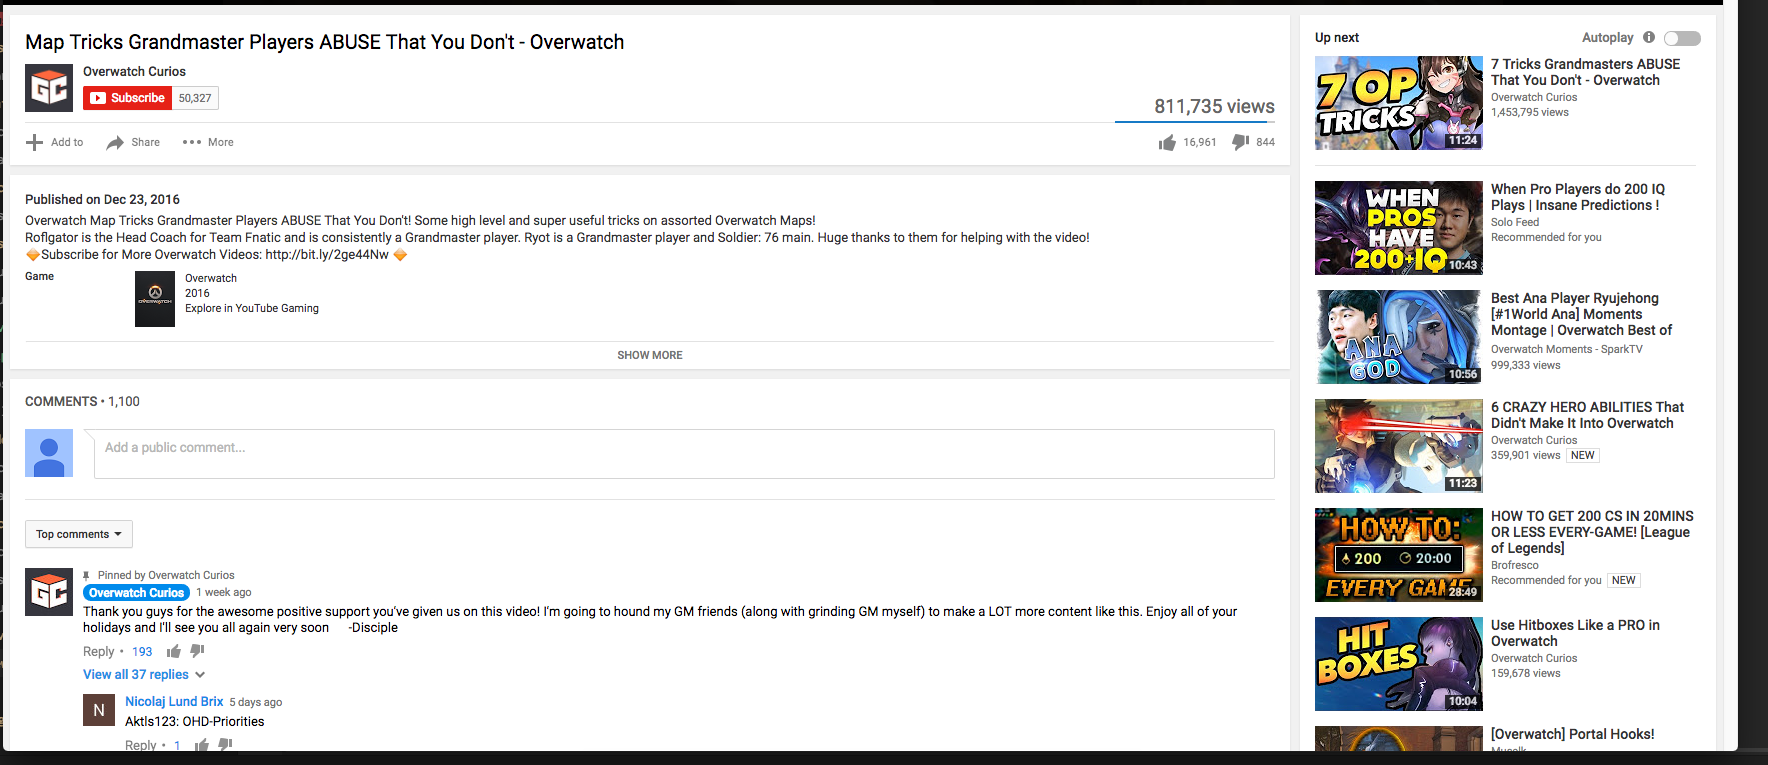 Map Tricks Grandmaster Players ABUSE That You Don't - Overwatch
Overwatch Curios
Subscribe 50,327
811,735 views
Add to Share More
16,961 844
Published on Dec 23, 2016
Overwatch Map Tricks Grandmaster Players ABUSE That You Don't! Some high level and super useful tricks on assorted Overwatch Maps!
Roflgator is the Head Coach for Team Fnatic and is consistently a Grandmaster player. Ryot is a Grandmaster player and Soldier: 76 main. Huge thanks to them for helping with the video!
Subscribe for More Overwatch Videos: http://bit.ly/2ge44Nw
Game
OVERWATCH
Overwatch
2016
Explore in YouTube Gaming
SHOW MORE
COMMENTS • 1,100
Add a public comment...
Top comments
Pinned by Overwatch Curios
Overwatch Curios 1 week ago
Thank you guys for the awesome positive support you've given us on this video! I'm going to hound my GM friends (along with grinding GM myself) to make a LOT more content like this. Enjoy all of your
holidays and I'll see you all again very soon -Disciple
Reply • 193
View all 37 replies
N
Nicolaj Lund Brix 5 days ago
Aktls123: OHD-Priorities
Reply • 1
Up next
Autoplay
7 OP
TRICKS
11:24
7 Tricks Grandmasters ABUSE
That You Don't - Overwatch
Overwatch Curios
1,453,795 views
WHEN
PROS
HAVE
200+IQ
10:43
When Pro Players do 200 IQ
Plays | Insane Predictions !
Solo Feed
Recommended for you
ANA
GOD
10:56
Best Ana Player Ryujehong
[#1World Ana] Moments
Montage | Overwatch Best of
Overwatch Moments - SparkTV
999,333 views
11:23
6 CRAZY HERO ABILITIES That
Didn't Make It Into Overwatch
Overwatch Curios
359,901 views NEW
HOW TO:
200 20:00
EVERY GAME
28:49
HOW TO GET 200 CS IN 20MINS
OR LESS EVERY-GAME! [League
of Legends]
Brofresco
Recommended for you NEW
HIT
BOXES
10:04
Use Hitboxes Like a PRO in
Overwatch
Overwatch Curios
159,678 views
[Overwatch] Portal Hooks!